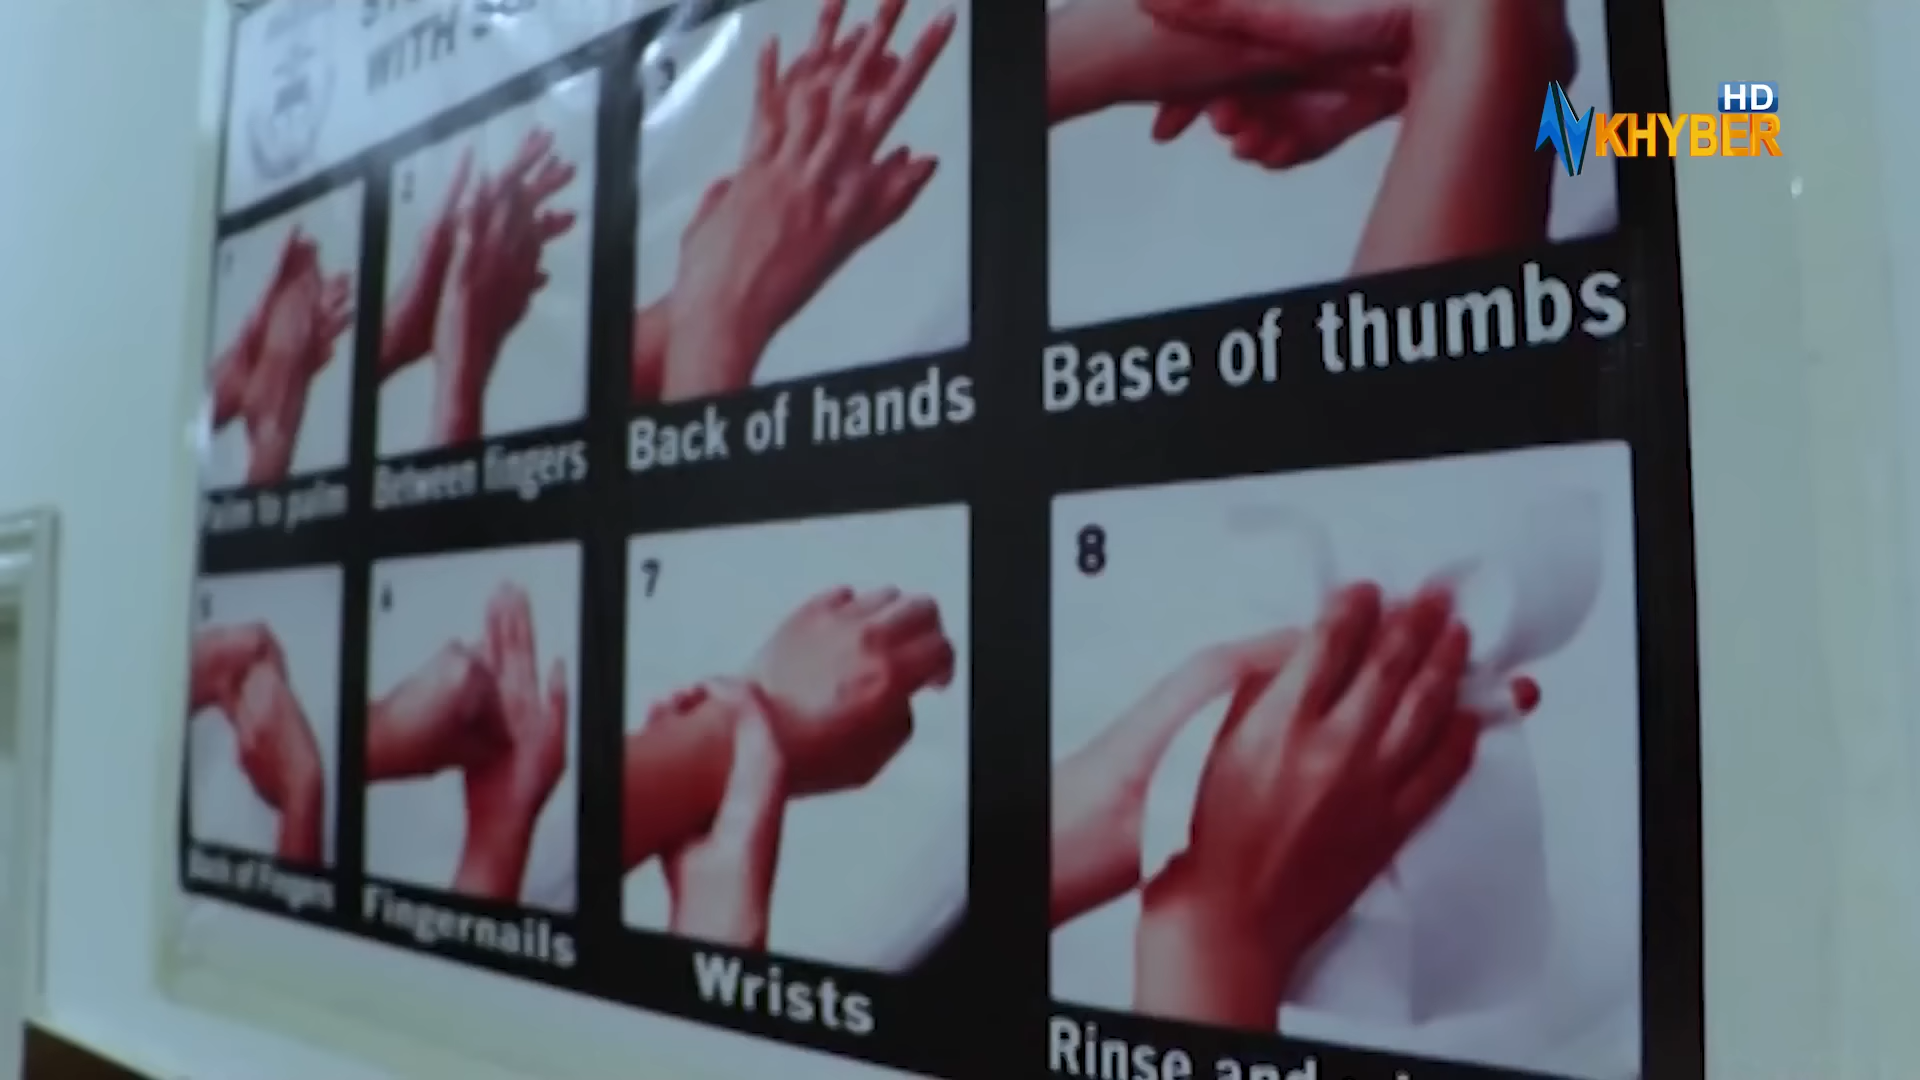 WITH
HD
KHYBER
Palm to palm
Between fingers
Back of hands
Base of thumbs
7
8
Back of Fingers
Fingernails
Wrists
Rinse and